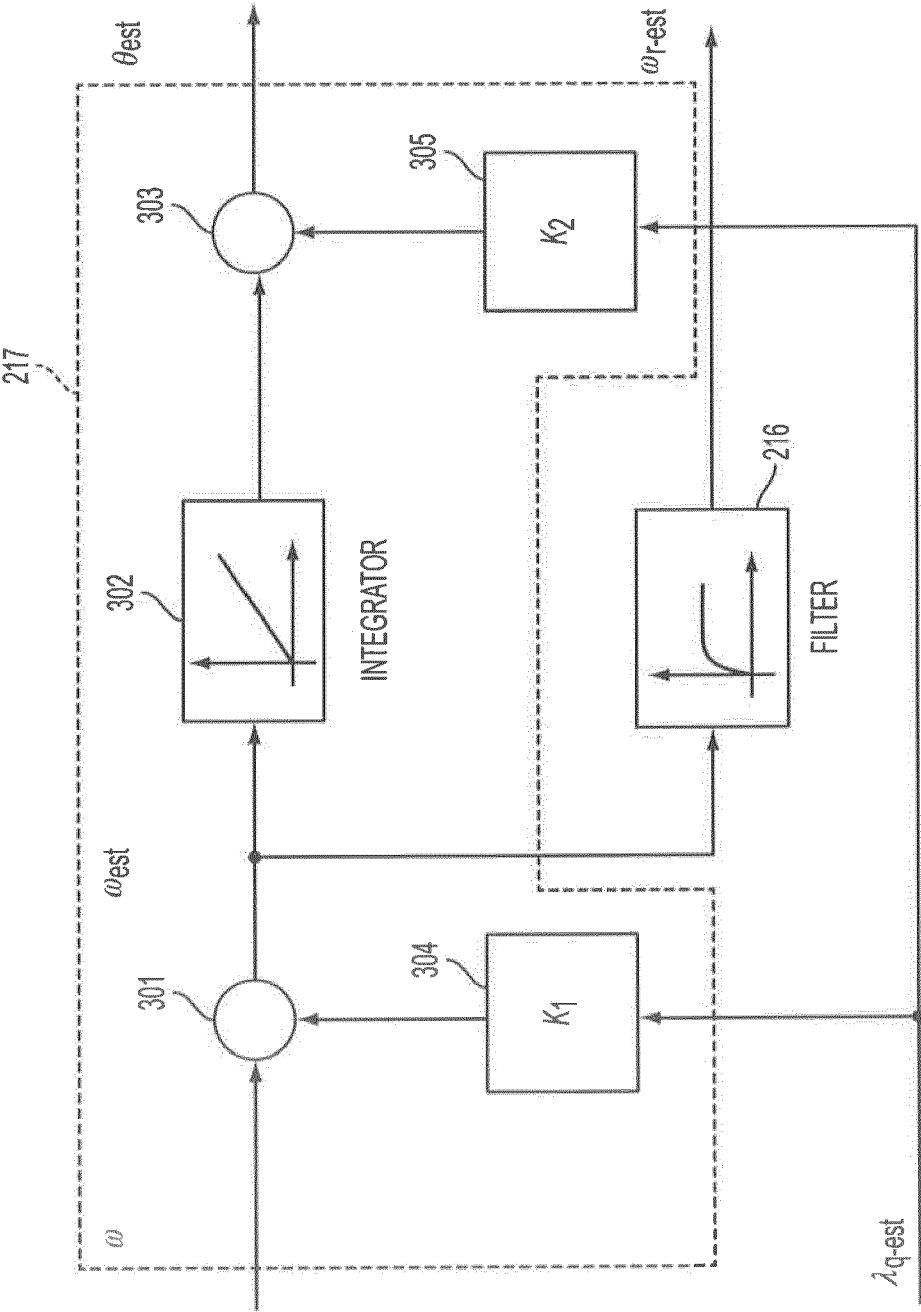 217
ω
301
ωest
302
INTEGRATOR
303
θest
304
K1
305
K2
216
FILTER
ωr-est
λq-est